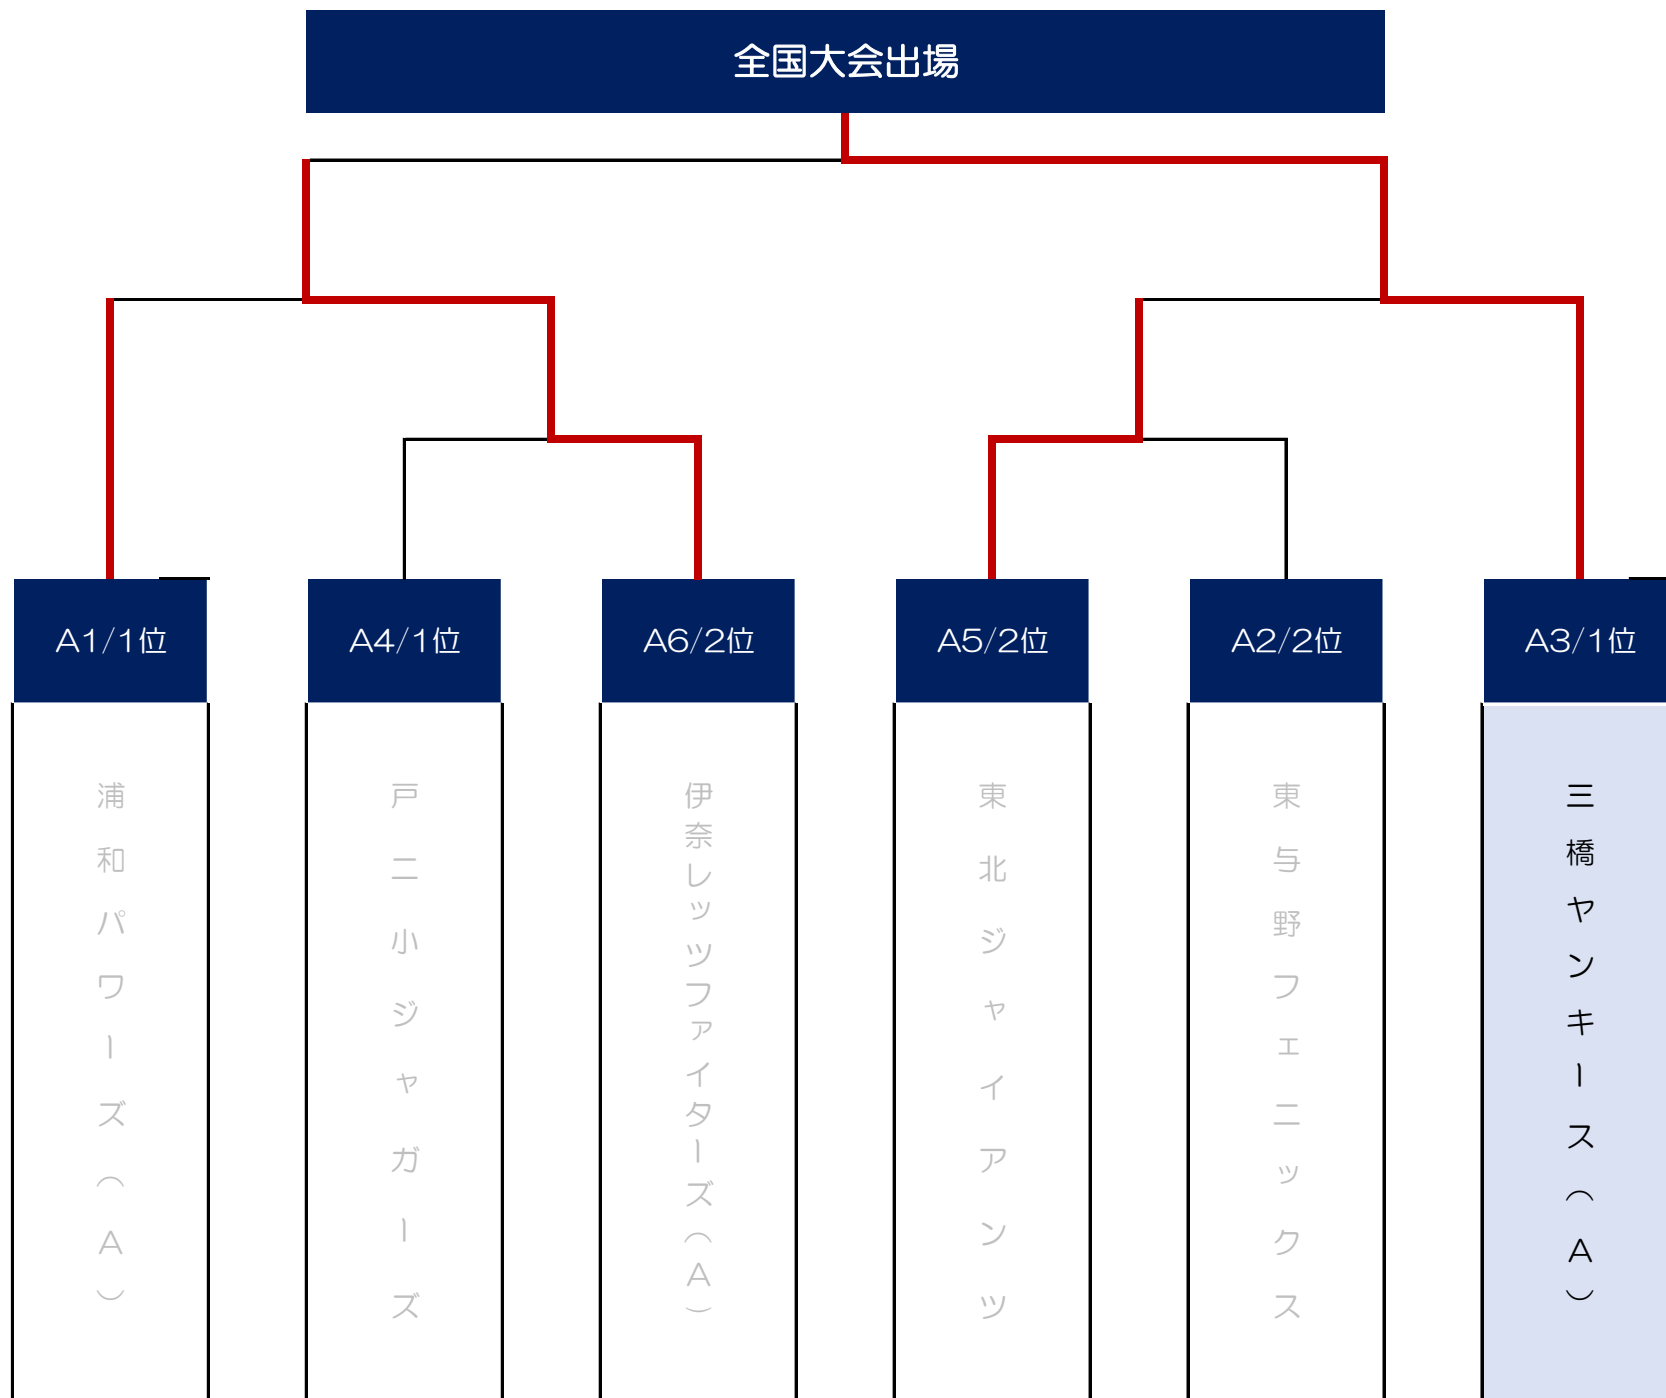 全国大会出場
A1/1位
A4/1位
A6/2位
A5/2位
A2/2位
A3/1位
浦和パワーズ（A）
戸二小ジャガーズ
伊奈レッツファイターズ（A）
東北ジャイアンツ
東与野フェニックス
三橋ヤンキース（A）